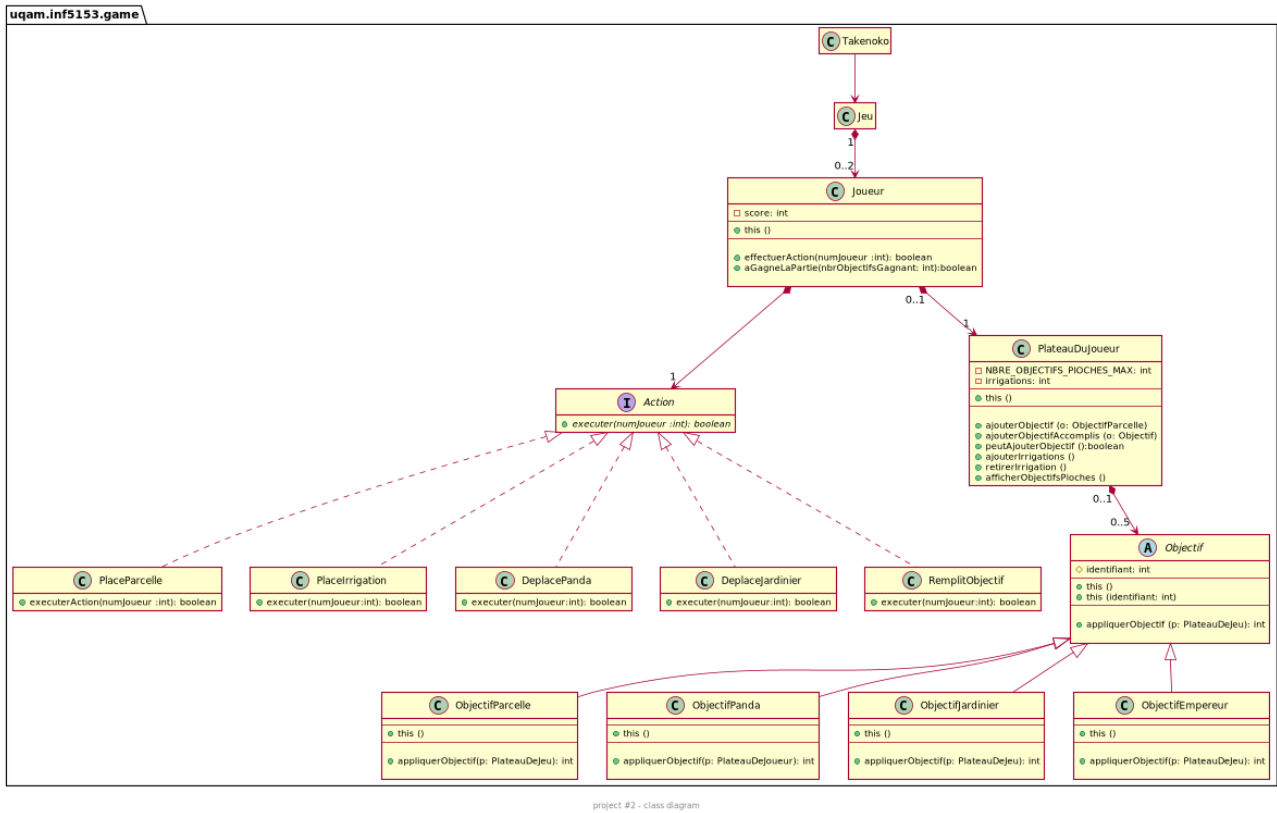 uqam.inf5153.game
C Takenoko
C Jeu
1
0..2
C Joueur
score: int
this ()
effectuerAction(numJoueur :int): boolean
aGagneLaPartie(nbrObjectifsGagnant: int):boolean
0..1
1
1
C PlateauDuJoueur
NBRE_OBJECTIFS_PIOCHES_MAX: int
irrigations: int
this ()
ajouterObjectif (o: ObjectifParcelle)
ajouterObjectifAccomplis (o: Objectif)
peutAjouterObjectif ():boolean
ajouterIrrigations ()
retirerIrrigation ()
afficherObjectifsPioches ()
I Action
executer(numJoueur :int): boolean
0..1
0..5
A Objectif
identifiant: int
this ()
this (identifiant: int)
appliquerObjectif (p: PlateauDeJeu): int
C PlaceParcelle
executerAction(numJoueur :int): boolean
C PlaceIrrigation
executer(numJoueur:int): boolean
C DeplacePanda
executer(numJoueur:int): boolean
C DeplaceJardinier
executer(numJoueur:int): boolean
C RemplitObjectif
executer(numJoueur:int): boolean
C ObjectifParcelle
this ()
appliquerObjectif(p: PlateauDeJeu): int
C ObjectifPanda
this ()
appliquerObjectif(p: PlateauDeJoueur): int
C ObjectifJardinier
this ()
appliquerObjectif(p: PlateauDeJeu): int
C ObjectifEmpereur
this ()
appliquerObjectif(p: PlateauDeJeu): int
project #2 - class diagram